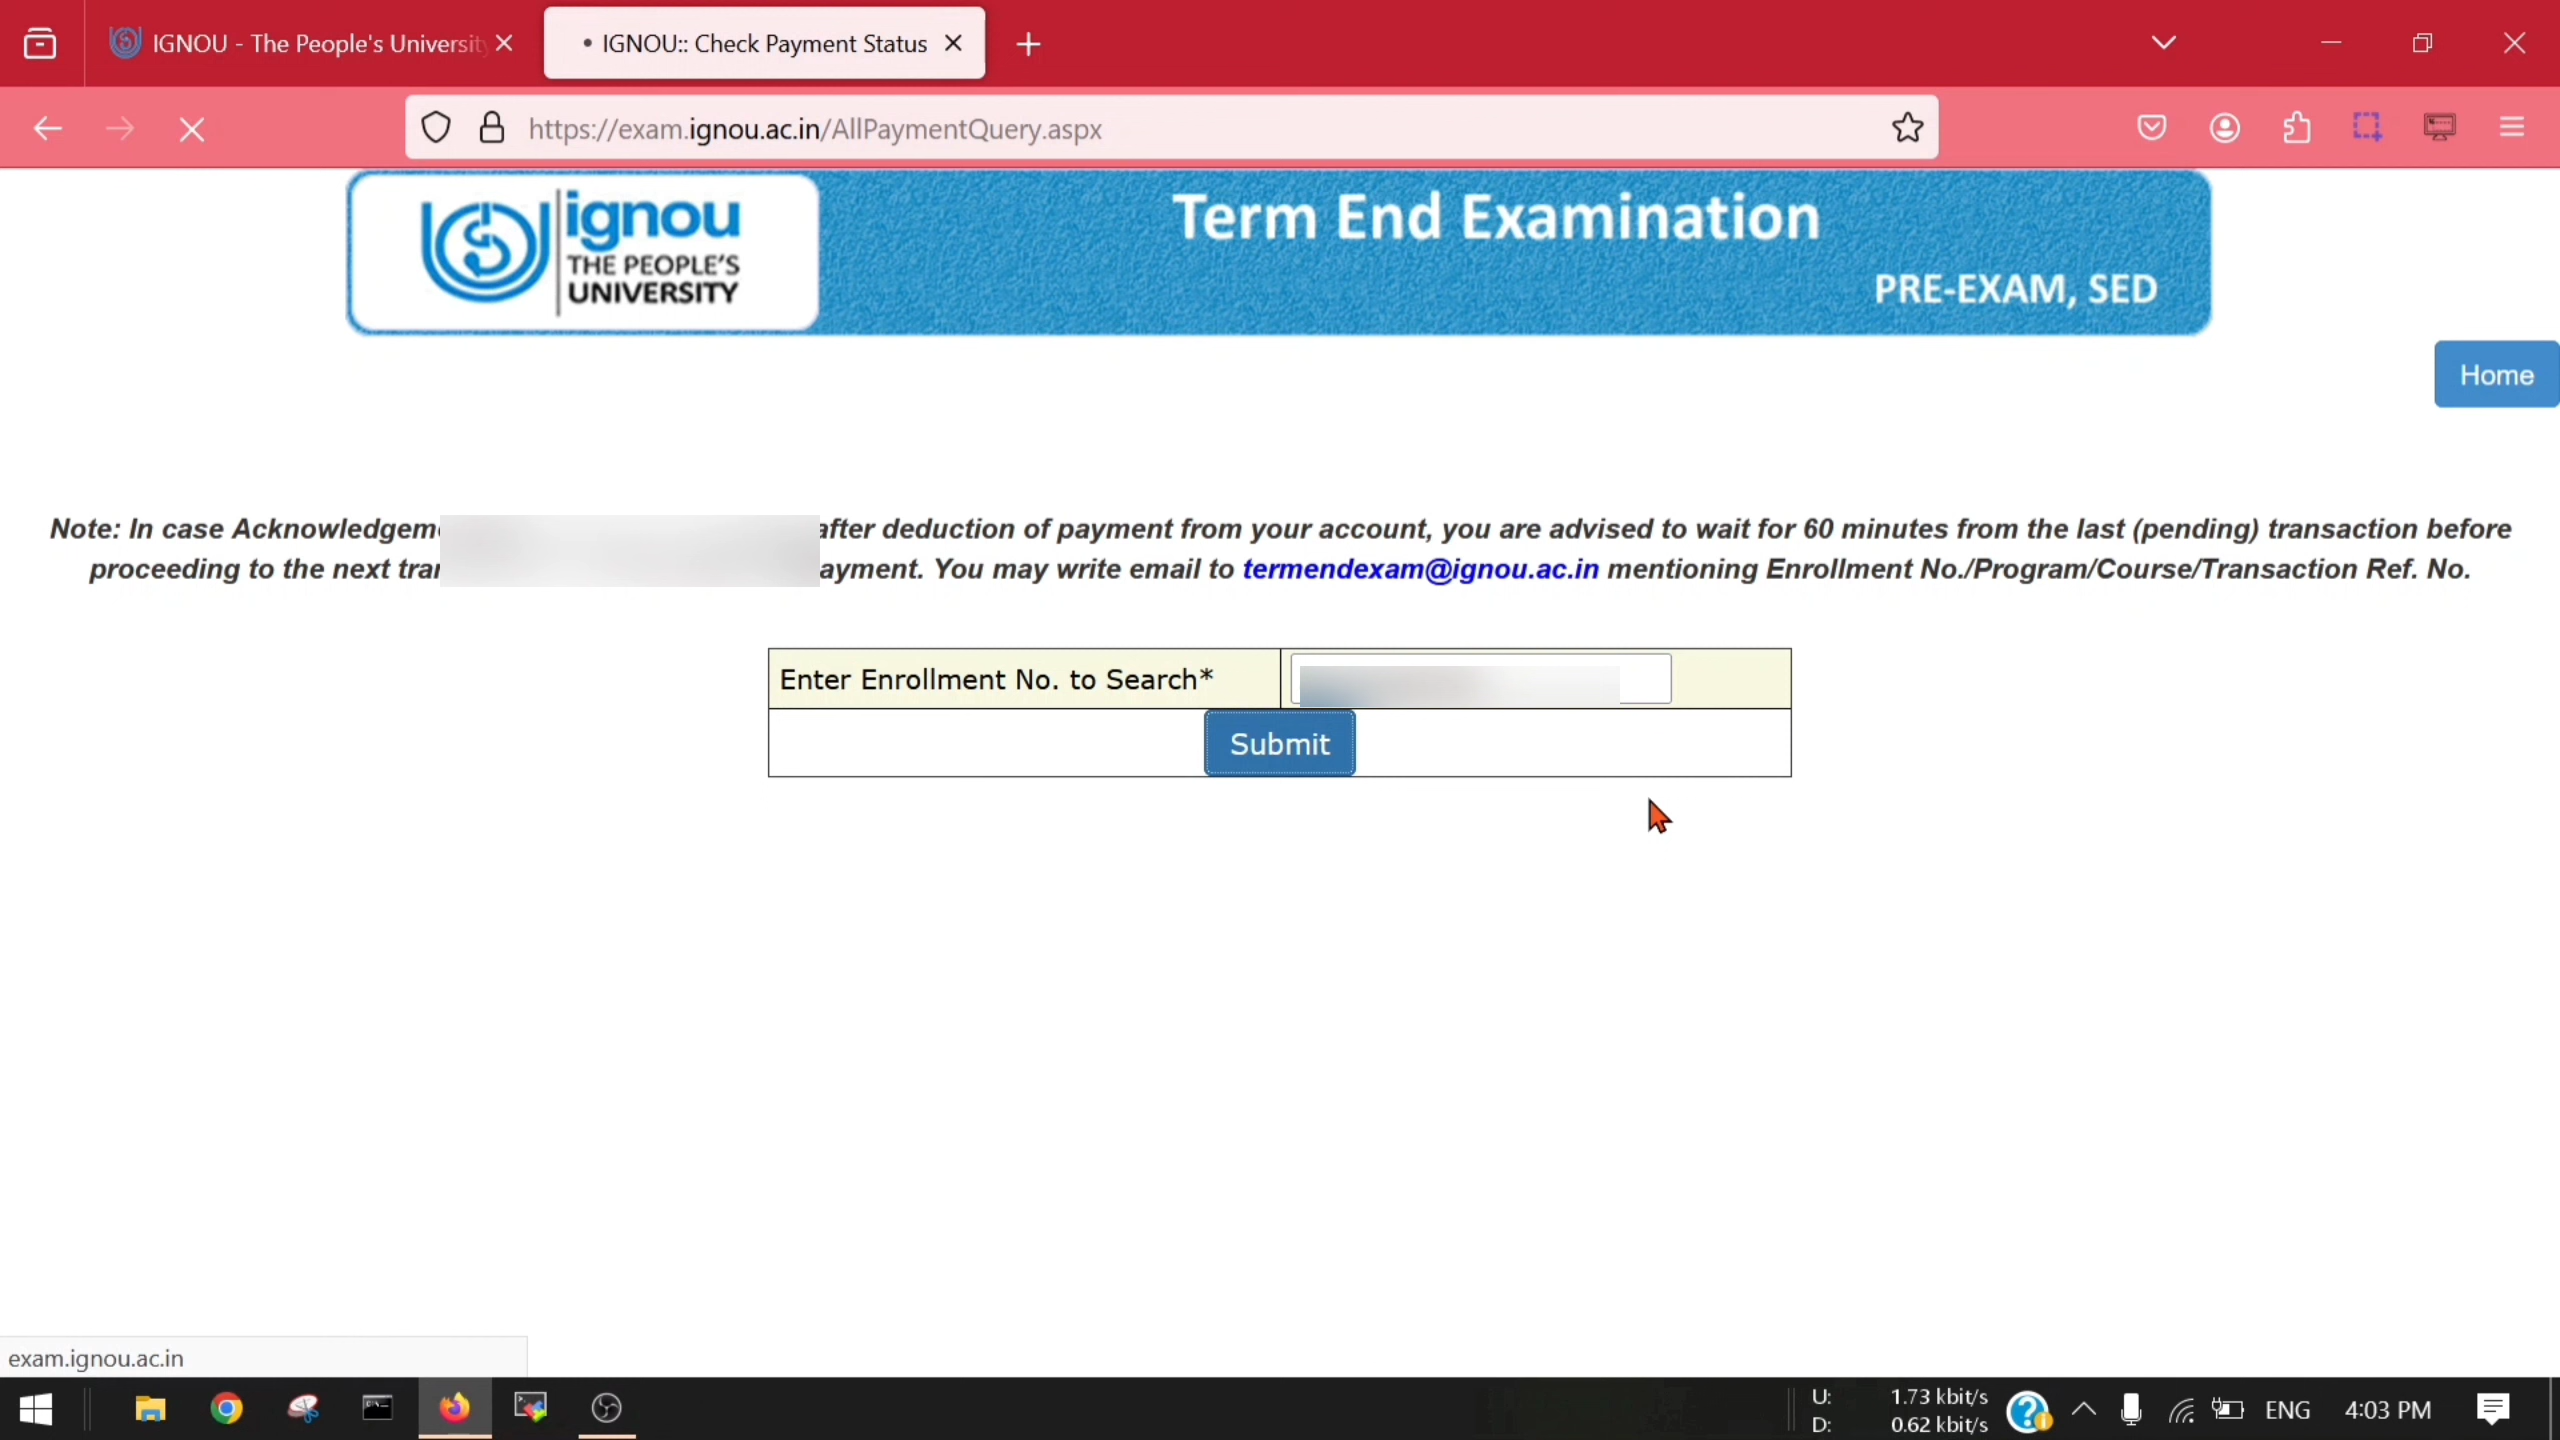 IGNOU - The People's University
IGNOU:: Check Payment Status
https://exam.ignou.ac.in/AllPaymentQuery.aspx
ignou
THE PEOPLE'S
UNIVERSITY
Term End Examination
PRE-EXAM, SED
Home
Note: In case after deduction of payment from your account, you are advised to wait for 60 minutes from the last (pending) transaction before
proceeding to the next You may write email to termendexam@ignou.ac.in mentioning Enrollment No./Program/Course/Transaction Ref. No.
Enter Enrollment No. to Search*
Submit
exam.ignou.ac.in
U: 1.73 kbit/s
D: 0.62 kbit/s
ENG
4:03 PM